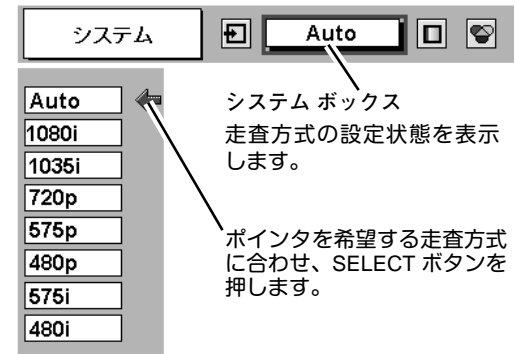 システム
Auto
Auto
1080i
1035i
720p
575p
480p
575i
480i
システム ボックス
走査方式の設定状態を表示
します。
ポインタを希望する走査方式
に合わせ、SELECT ボタンを
押します。